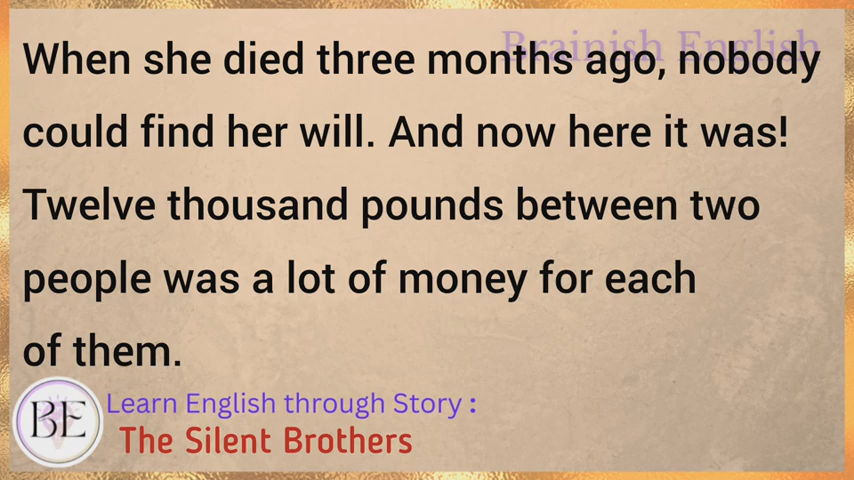 Brainish English
When she died three months ago, nobody
could find her will. And now here it was!
Twelve thousand pounds between two
people was a lot of money for each
of them.
BE
Learn English through Story :
The Silent Brothers